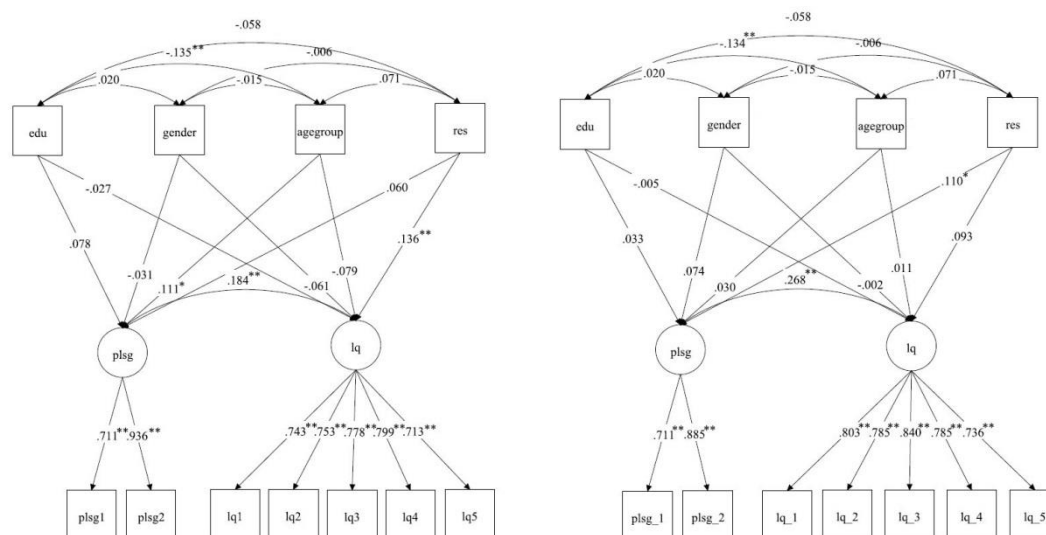 -.058
-.135**
-.006
.020
-.015
.071
edu
gender
agegroup
res
-.027
.060
.078
.136**
-.031
.111*
.184**
-.061
-.079
plsg
lq
.711**
.936**
.743**
.753**
.778**
.799**
.713**
plsg1
plsg2
lq1
lq2
lq3
lq4
lq5
-.058
-.134**
-.006
.020
-.015
.071
edu
gender
agegroup
res
-.005
.110*
.033
.093
.074
.030
.268**
-.002
.011
plsg
lq
.711**
.885**
.803**
.785**
.840**
.785**
.736**
plsg_1
plsg_2
lq_1
lq_2
lq_3
lq_4
lq_5